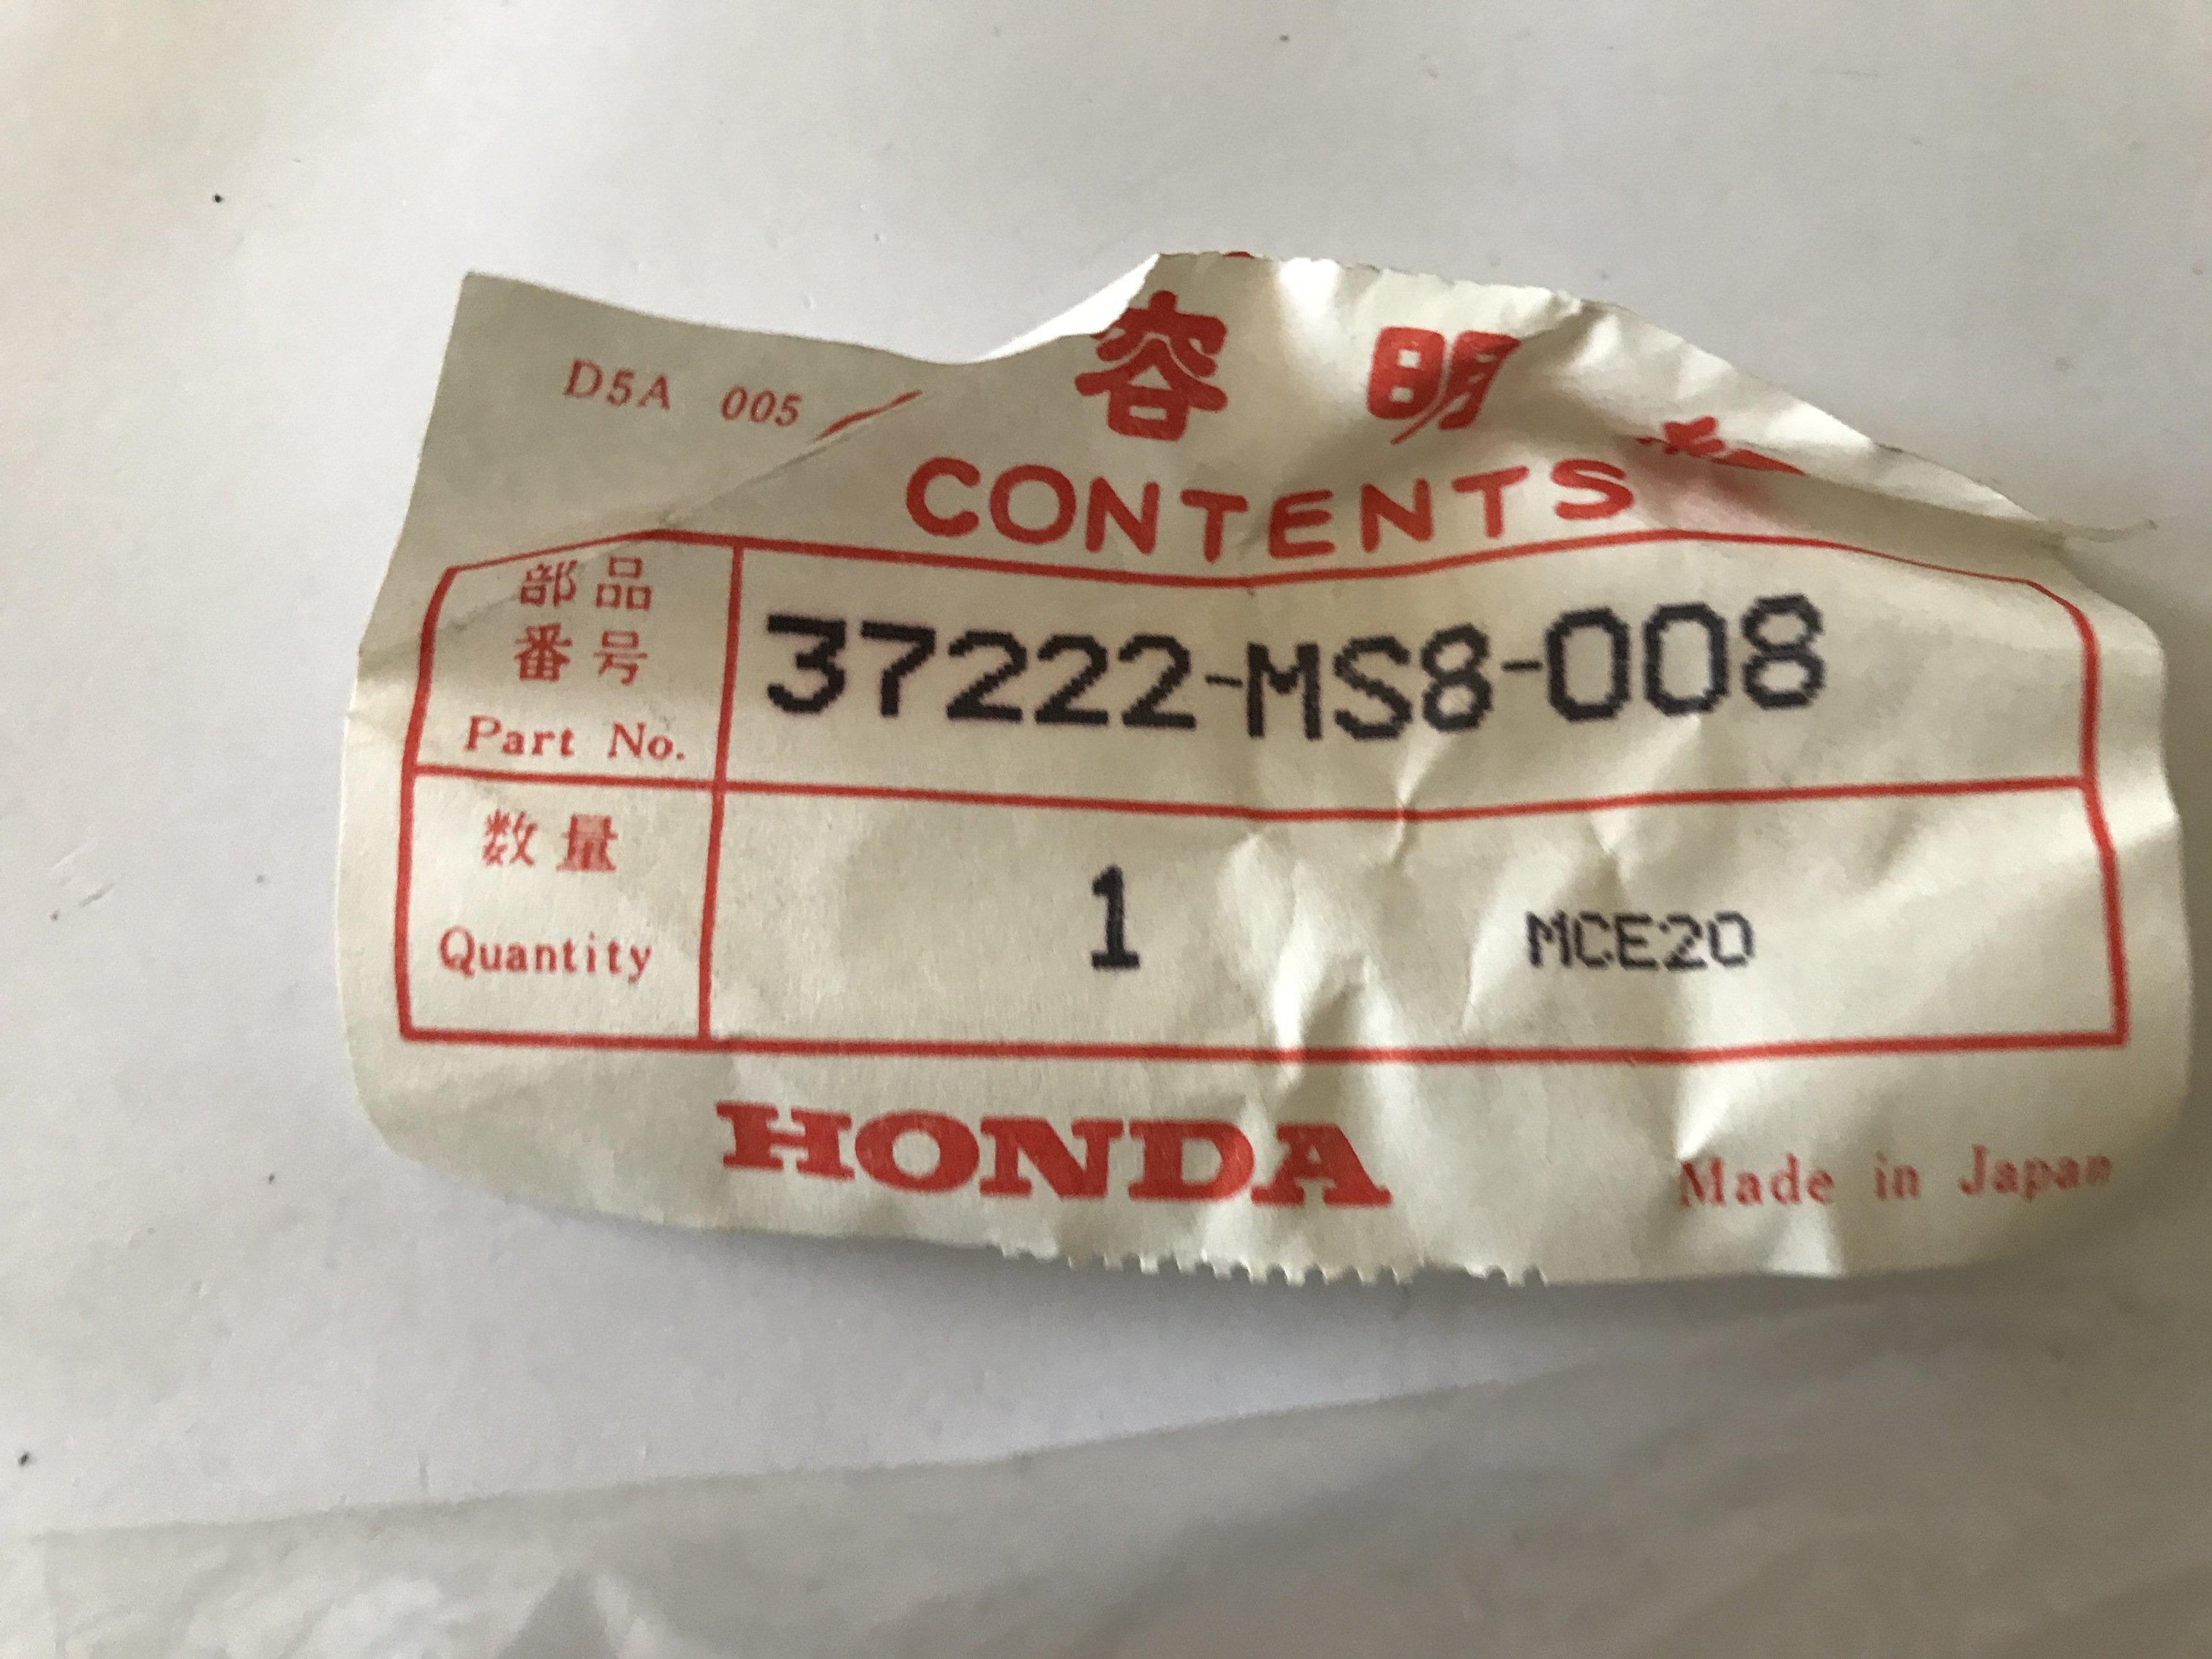 D5A 005
容 明
CONTENTS
部品
番号
Part No.
37222-MS8-008
数量
Quantity
1
MCE20
HONDA
Made in Japan